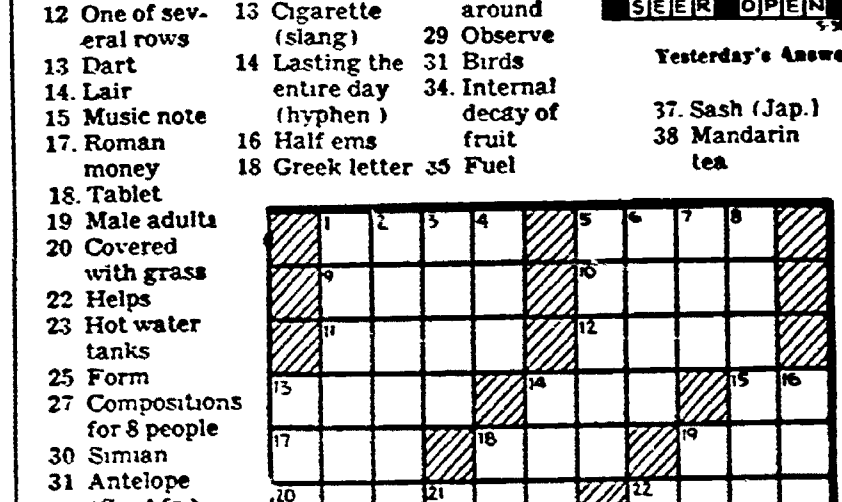 12 One of sev-
eral rows
13 Dart
14. Lair
15 Music note
17. Roman
money
18. Tablet
19 Male adults
20 Covered
with grass
22 Helps
23 Hot water
tanks
25 Form
27 Compositions
for 8 people
30 Simian
31 Antelope
13 Cigarette
(slang)
14 Lasting the
entire day
(hyphen)
16 Half ems
18 Greek letter
around
29 Observe
31 Birds
34. Internal
decay of
fruit
35 Fuel
SEER OPEN
Yesterday's
37. Sash (Jap.)
38 Mandarin
tea
1 2 3 4 5 6 7 8
9 10
11 12
13 14 15 16
17 18 19
20 21 22